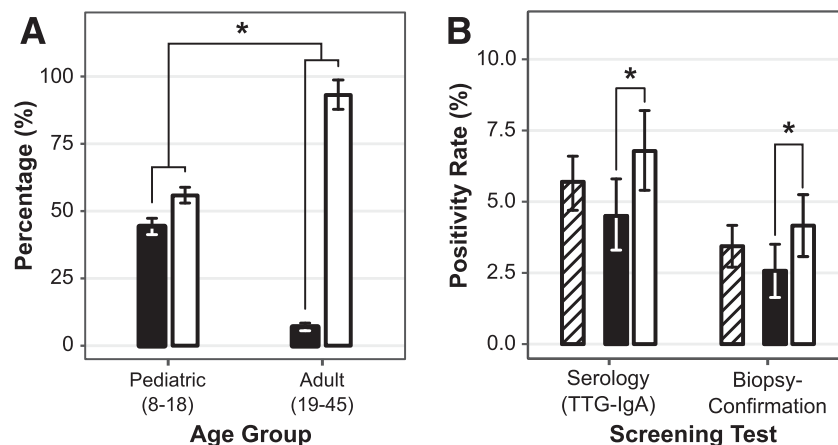 A
*
Percentage (%)
100
75
50
25
0
Pediatric
(8-18)
Adult
(19-45)
Age Group
B
*
*
Positivity Rate (%)
10.0
7.5
5.0
2.5
0.0
Serology
(TTG-IgA)
Biopsy-
Confirmation
Screening Test